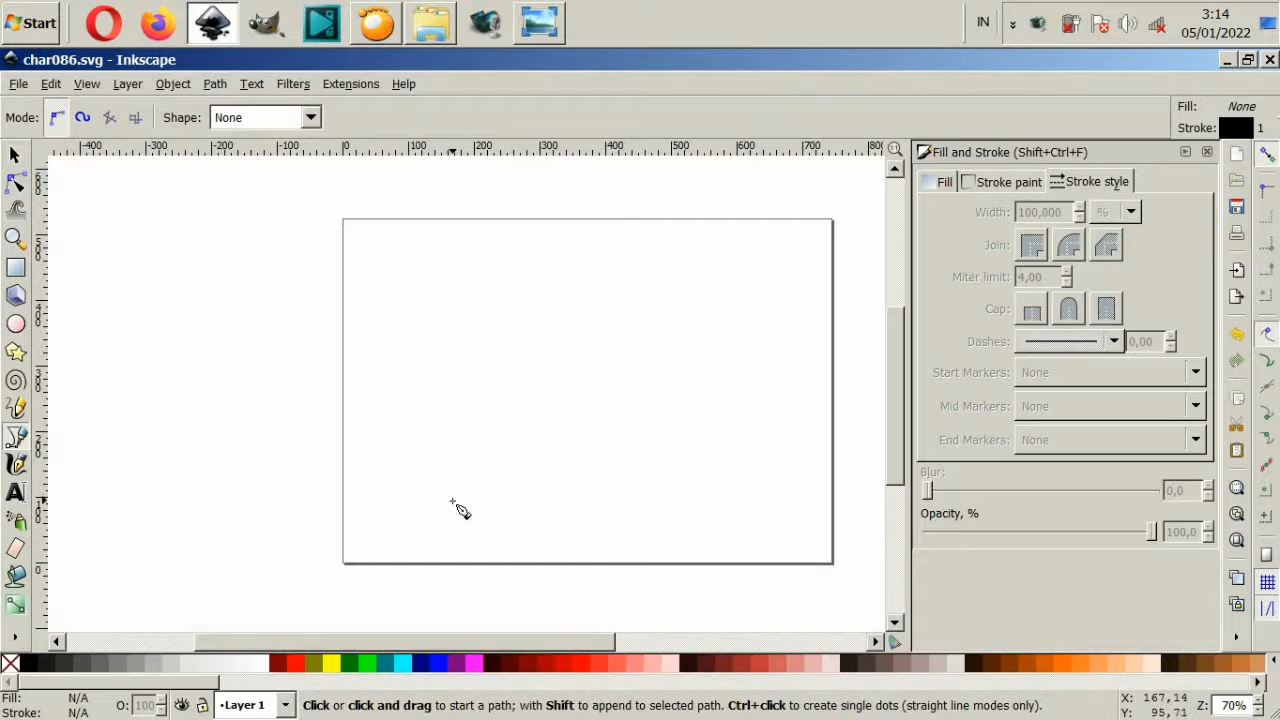 Start
IN
3:14
05/01/2022
char086.svg - Inkscape
File Edit View Layer Object Path Text Filters Extensions Help
Mode: Shape: None
Fill: None
Stroke: 1
-400 -300 -200 -100 0 100 200 300 400 500 600 700 800
Fill and Stroke (Shift+Ctrl+F)
Fill Stroke paint Stroke style
Width: 100,000 %
Join:
Miter limit: 4,00
Cap:
Dashes: 0,00
Start Markers: None
Mid Markers: None
End Markers: None
Blur:
0,0
Opacity, %
100,0
Fill: N/A O: 100 Layer 1 Click or click and drag to start a path; with Shift to append to selected path. Ctrl+click to create single dots (straight line modes only). X: 167,14 Z: 70%
Stroke: N/A Y: 95,71